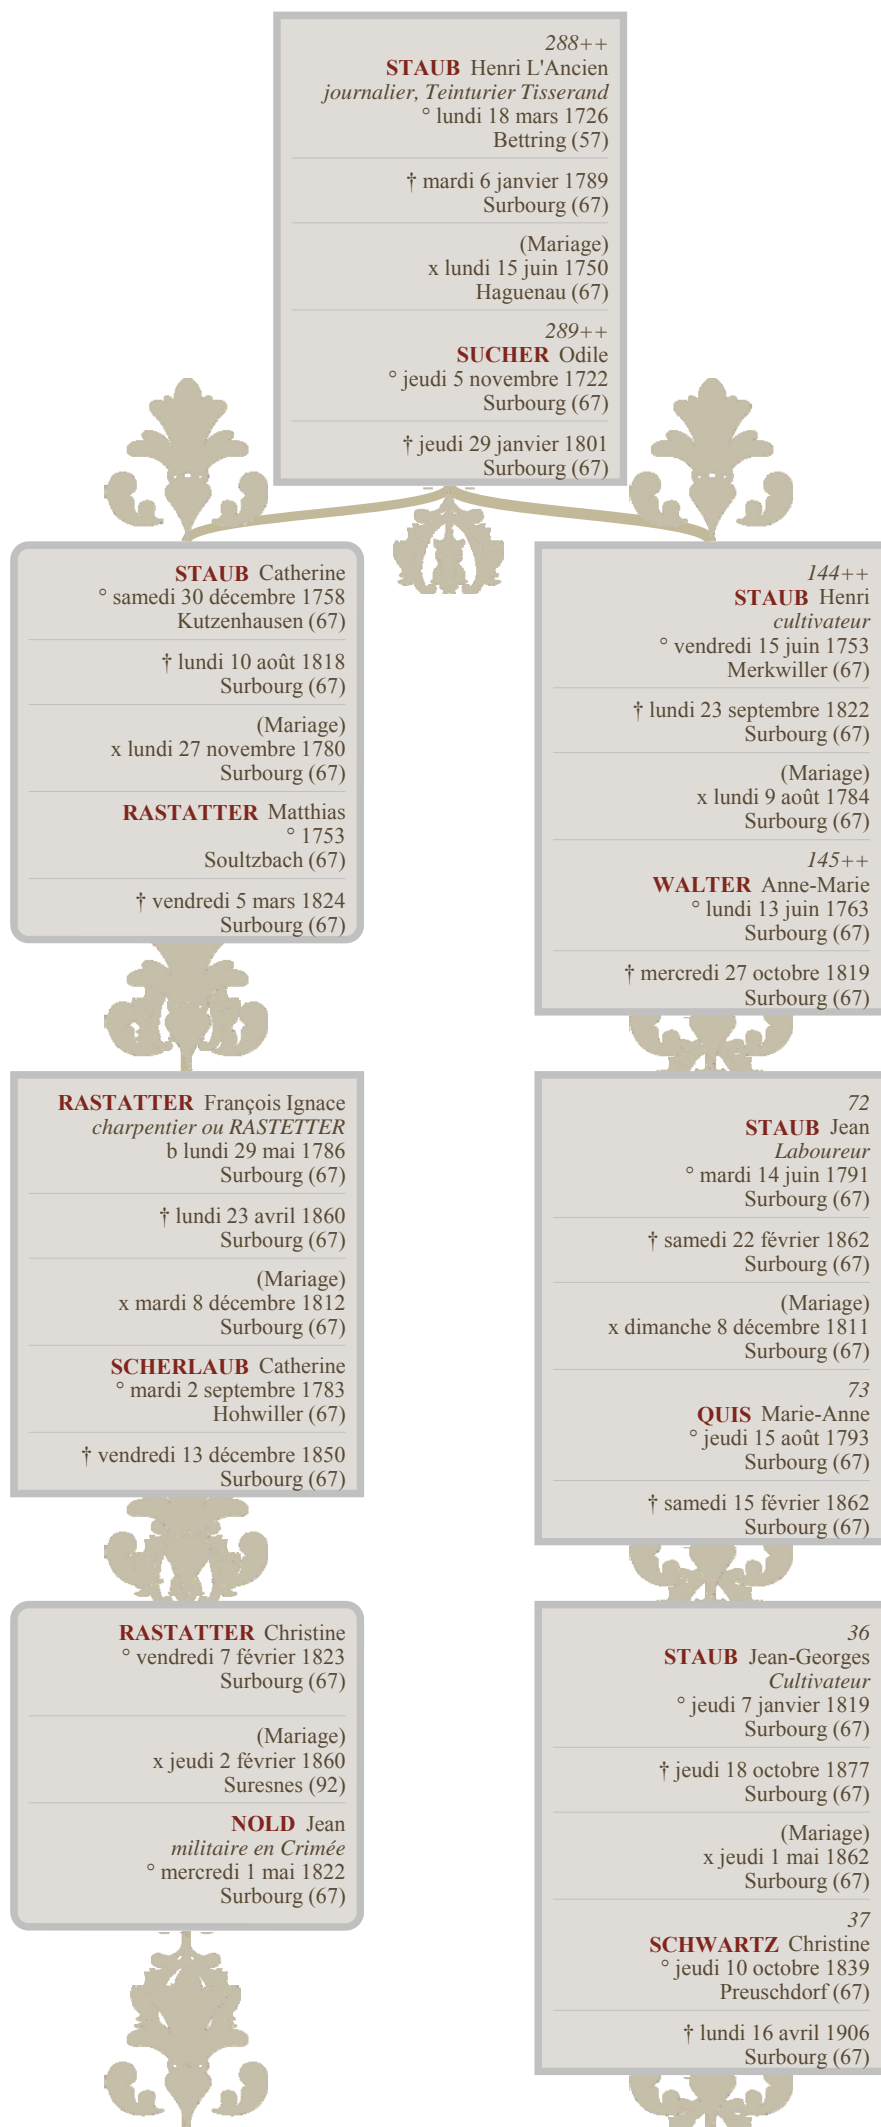 288++
STAUB Henri L'Ancien
journalier, Teinturier Tisserand
° lundi 18 mars 1726
Bettring (57)
† mardi 6 janvier 1789
Surbourg (67)
(Mariage)
x lundi 15 juin 1750
Haguenau (67)
289++
SUCHER Odile
° jeudi 5 novembre 1722
Surbourg (67)
† jeudi 29 janvier 1801
Surbourg (67)
STAUB Catherine
° samedi 30 décembre 1758
Kutzenhausen (67)
† lundi 10 août 1818
Surbourg (67)
(Mariage)
x lundi 27 novembre 1780
Surbourg (67)
RASTATTER Matthias
° 1753
Soultzbach (67)
† vendredi 5 mars 1824
Surbourg (67)
144++
STAUB Henri
cultivateur
° vendredi 15 juin 1753
Merkwiller (67)
† lundi 23 septembre 1822
Surbourg (67)
(Mariage)
x lundi 9 août 1784
Surbourg (67)
145++
WALTER Anne-Marie
° lundi 13 juin 1763
Surbourg (67)
† mercredi 27 octobre 1819
Surbourg (67)
RASTATTER François Ignace
charpentier ou RASTETTER
b lundi 29 mai 1786
Surbourg (67)
† lundi 23 avril 1860
Surbourg (67)
(Mariage)
x mardi 8 décembre 1812
Surbourg (67)
SCHERLAUB Catherine
° mardi 2 septembre 1783
Hohwiller (67)
† vendredi 13 décembre 1850
Surbourg (67)
72
STAUB Jean
Laboureur
° mardi 14 juin 1791
Surbourg (67)
† samedi 22 février 1862
Surbourg (67)
(Mariage)
x dimanche 8 décembre 1811
Surbourg (67)
73
QUIS Marie-Anne
° jeudi 15 août 1793
Surbourg (67)
† samedi 15 février 1862
Surbourg (67)
RASTATTER Christine
° vendredi 7 février 1823
Surbourg (67)
(Mariage)
x jeudi 2 février 1860
Suresnes (92)
NOLD Jean
militaire en Crimée
° mercredi 1 mai 1822
Surbourg (67)
36
STAUB Jean-Georges
Cultivateur
° jeudi 7 janvier 1819
Surbourg (67)
† jeudi 18 octobre 1877
Surbourg (67)
(Mariage)
x jeudi 1 mai 1862
Surbourg (67)
37
SCHWARTZ Christine
° jeudi 10 octobre 1839
Preuschdorf (67)
† lundi 16 avril 1906
Surbourg (67)